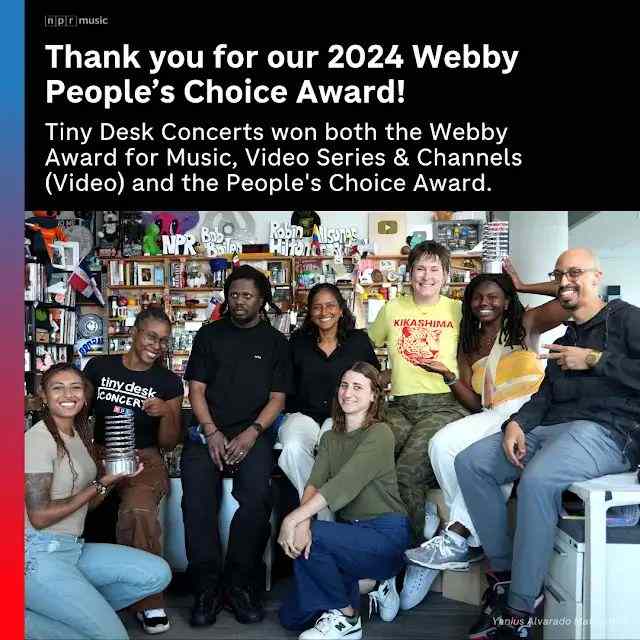 npr music
Thank you for our 2024 Webby
People's Choice Award!
Tiny Desk Concerts won both the Webby
Award for Music, Video Series & Channels
(Video) and the People's Choice Award.
NPR
Bob
Boilen
Robin
Hilton
Allsongs
KIKASHIMA
tiny desk
CONCERT